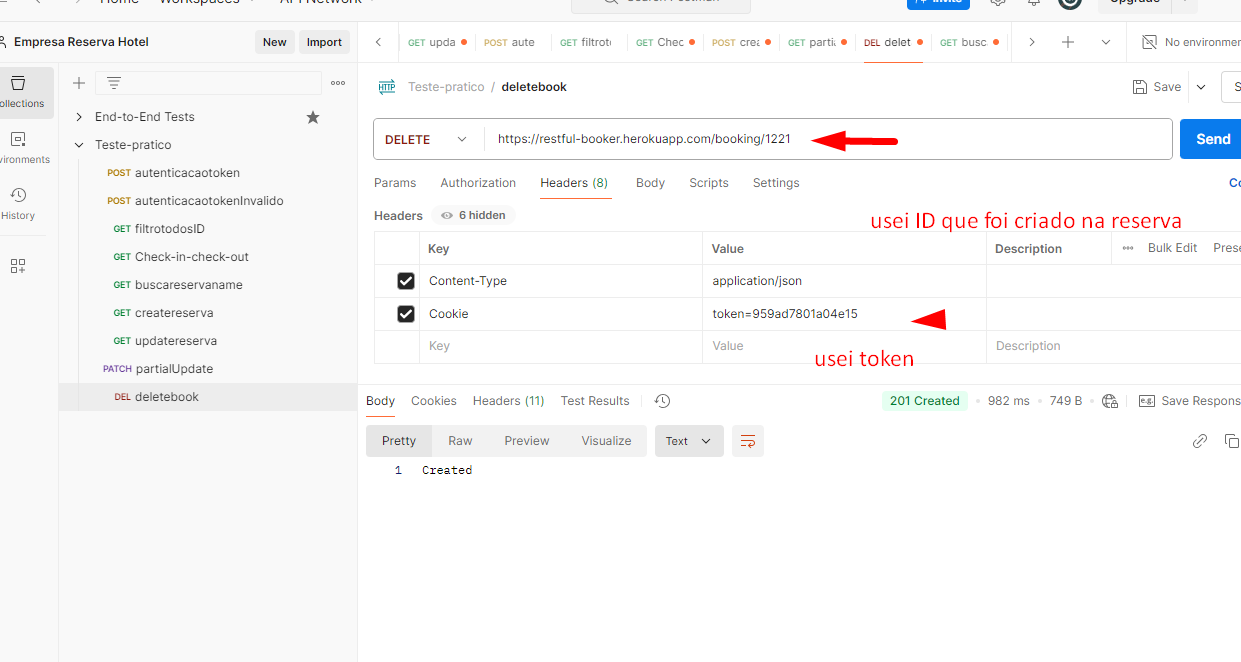 Home Workspaces API Network Search Postman Invite Upgrade
Empresa Reserva Hotel New Import GET upda POST aute GET filtroto GET Chec POST crea GET partia DEL delet GET busc No environmen
Teste-pratico / deletebook Save
ollections
End-to-End Tests
DELETE https://restful-booker.herokuapp.com/booking/1221 Send
Teste-pratico
vironments
POST autenticacaotoken
Params Authorization Headers (8) Body Scripts Settings Co
POST autenticacaotokenInvalido
History
Headers 6 hidden
usei ID que foi criado na reserva
GET filtrotodosID
Key Value Description Bulk Edit Prese
GET Check-in-check-out
GET buscareservaname
Content-Type application/json
GET createreserva
Cookie token=959ad7801a04e15
GET updatereserva
Key Value Description
usei token
PATCH partialUpdate
DEL deletebook
Body Cookies Headers (11) Test Results 201 Created 982 ms 749 B e.g. Save Respons
Pretty Raw Preview Visualize Text
1 Created